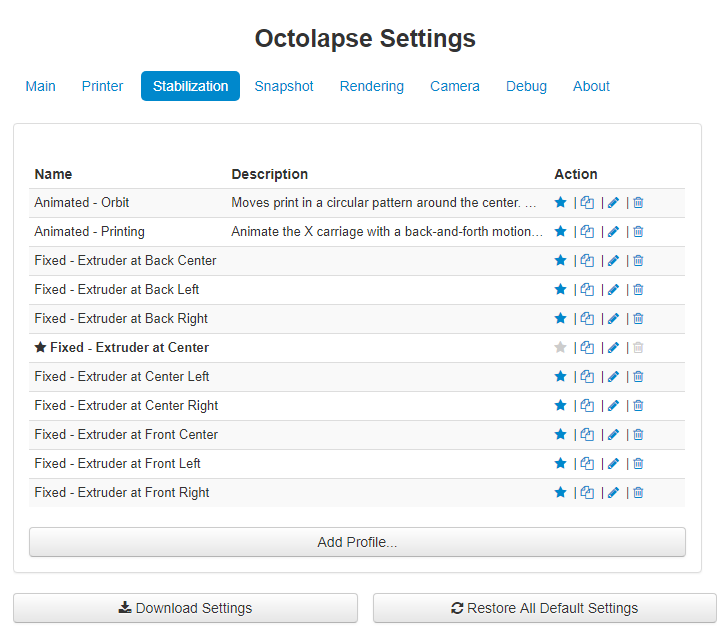 Octolapse Settings
Main Printer Stabilization Snapshot Rendering Camera Debug About
Name Description Action
Animated - Orbit Moves print in a circular pattern around the center. ... | | |
Animated - Printing Animate the X carriage with a back-and-forth motion... | | |
Fixed - Extruder at Back Center | | |
Fixed - Extruder at Back Left | | |
Fixed - Extruder at Back Right | | |
Fixed - Extruder at Center | | |
Fixed - Extruder at Center Left | | |
Fixed - Extruder at Center Right | | |
Fixed - Extruder at Front Center | | |
Fixed - Extruder at Front Left | | |
Fixed - Extruder at Front Right | | |
Add Profile...
Download Settings Restore All Default Settings